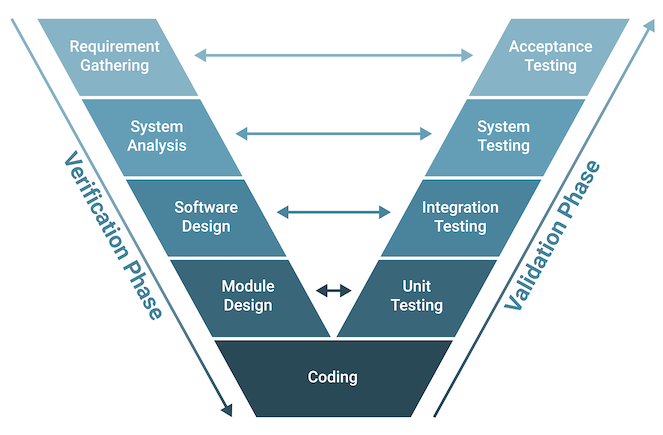 Requirement
Gathering
Acceptance
Testing
System
Analysis
System
Testing
Software
Design
Integration
Testing
Module
Design
Unit
Testing
Coding
Verification Phase
Validation Phase